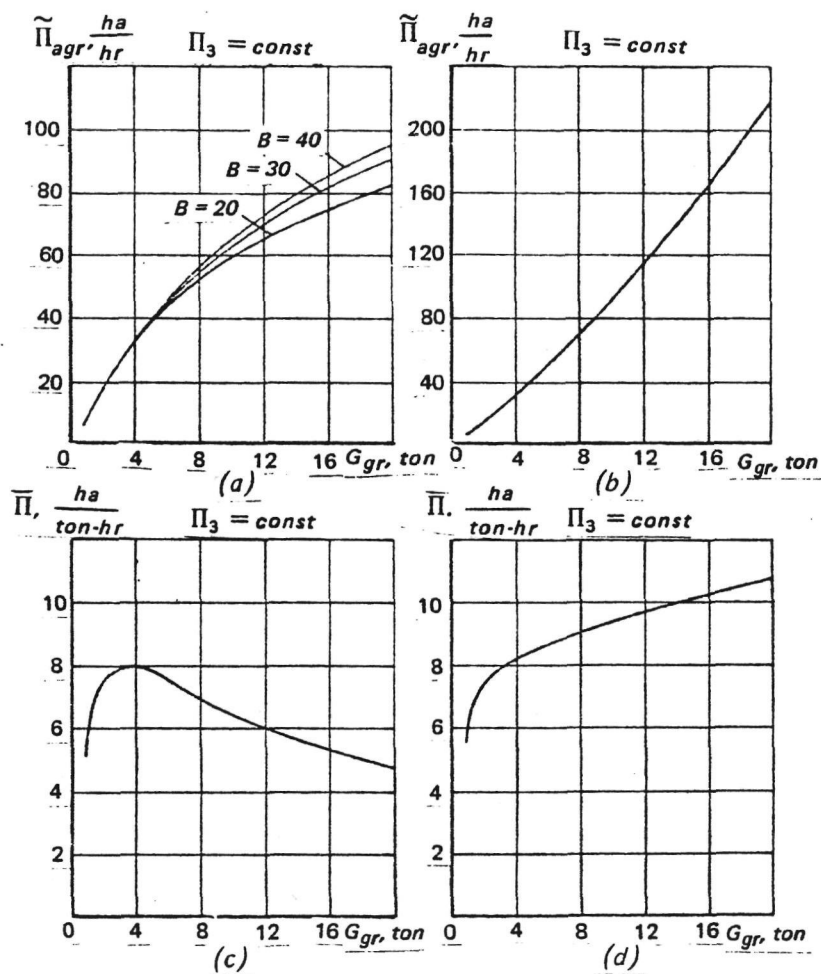 Π̃agr, ha/hr Π3 = const
100
80
60
40
20
B = 40
B = 30
B = 20
0 4 8 12 16 Ggr, ton
(a)
Π̃agr, ha/hr Π3 = const
200
160
120
80
40
0 4 8 12 16 Ggr, ton
(b)
Π̄, ha/ton-hr Π3 = const
10
8
6
4
2
0 4 8 12 16 Ggr, ton
(c)
Π̄. ha/ton-hr Π3 = const
10
8
6
4
2
0 4 8 12 16 Ggr, ton
(d)